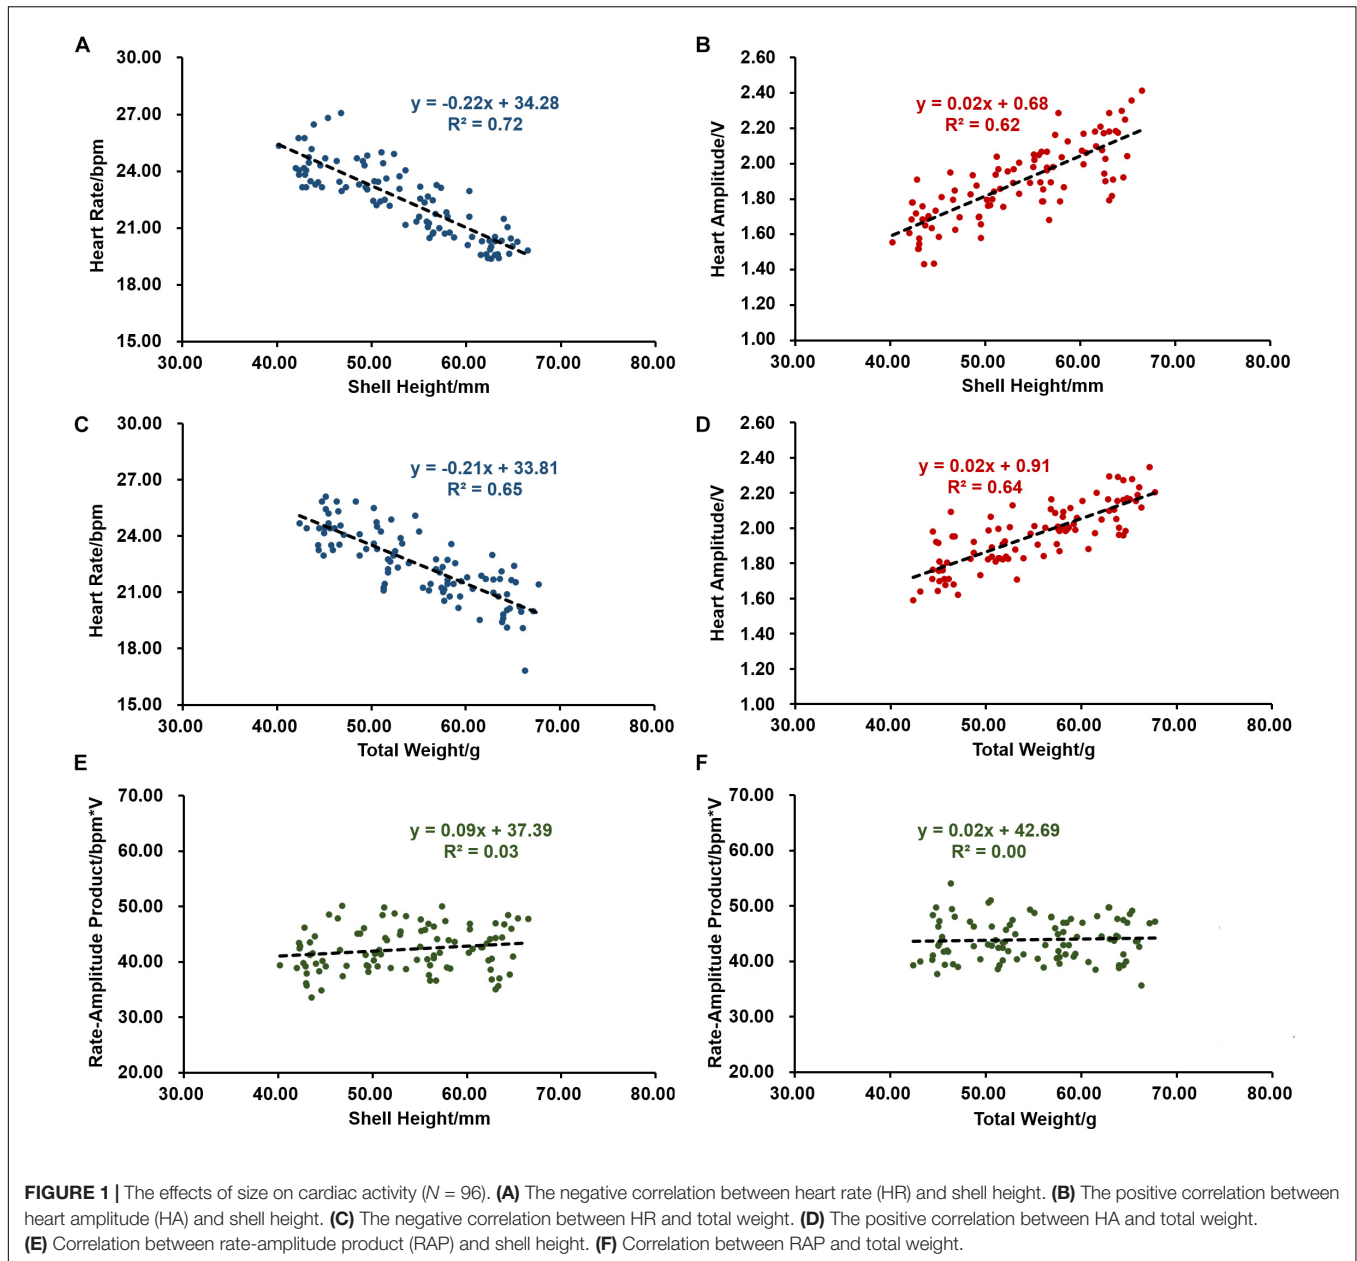 A
30.00
27.00
24.00
21.00
18.00
15.00
Heart Rate/bpm
y = -0.22x + 34.28
R² = 0.72
30.00 40.00 50.00 60.00 70.00 80.00
Shell Height/mm
B
2.60
2.40
2.20
2.00
1.80
1.60
1.40
1.20
1.00
Heart Amplitude/V
y = 0.02x + 0.68
R² = 0.62
30.00 40.00 50.00 60.00 70.00 80.00
Shell Height/mm
C
30.00
27.00
24.00
21.00
18.00
15.00
Heart Rate/bpm
y = -0.21x + 33.81
R² = 0.65
30.00 40.00 50.00 60.00 70.00 80.00
Total Weight/g
D
2.60
2.40
2.20
2.00
1.80
1.60
1.40
1.20
1.00
Heart Amplitude/V
y = 0.02x + 0.91
R² = 0.64
30.00 40.00 50.00 60.00 70.00 80.00
Total Weight/g
E
70.00
60.00
50.00
40.00
30.00
20.00
Rate-Amplitude Product/bpm*V
y = 0.09x + 37.39
R² = 0.03
30.00 40.00 50.00 60.00 70.00 80.00
Shell Height/mm
F
70.00
60.00
50.00
40.00
30.00
20.00
Rate-Amplitude Product/bpm*V
y = 0.02x + 42.69
R² = 0.00
30.00 40.00 50.00 60.00 70.00 80.00
Total Weight/g
FIGURE 1 | The effects of size on cardiac activity (N = 96). (A) The negative correlation between heart rate (HR) and shell height. (B) The positive correlation between
heart amplitude (HA) and shell height. (C) The negative correlation between HR and total weight. (D) The positive correlation between HA and total weight.
(E) Correlation between rate-amplitude product (RAP) and shell height. (F) Correlation between RAP and total weight.